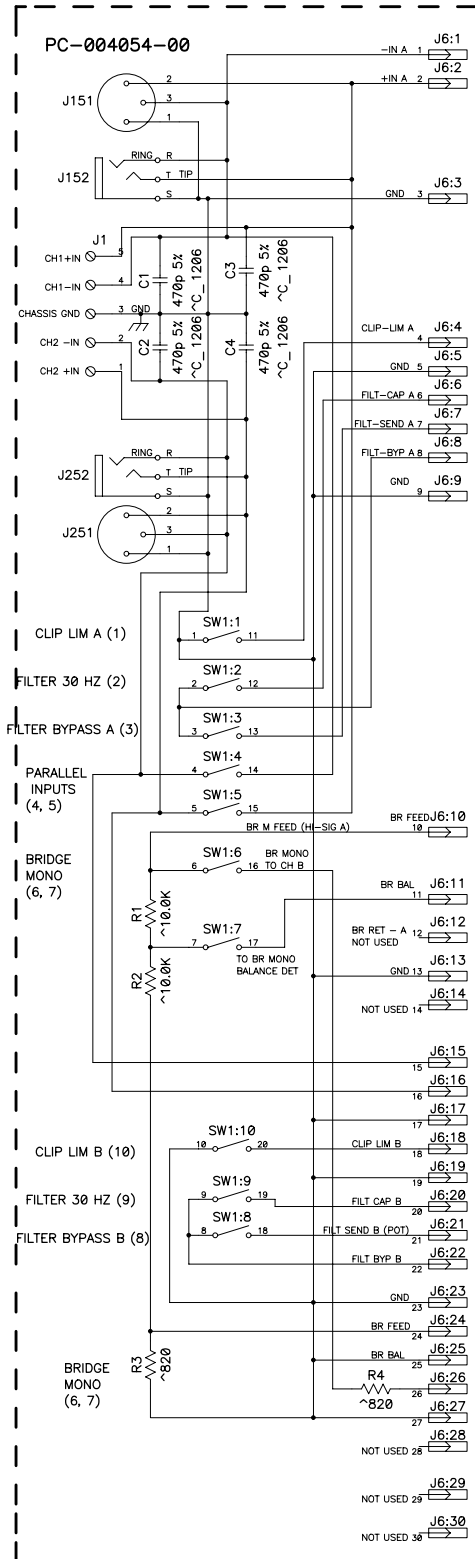 PC-004054-00
J6:1
-IN A 1
J6:2
+IN A 2
J151
2
3
1
J152
RING R
T TIP
S
J6:3
GND 3
J1
CH1+IN 5
CH1-IN 4
CHASSIS GND 3 GND
CH2 -IN 2
CH2 +IN 1
C1
470p 5%
^C_1206
C3
470p 5%
^C_1206
C2
470p 5%
^C_1206
C4
470p 5%
^C_1206
CLIP-LIM A
J6:4
4
J6:5
GND 5
J6:6
FILT-CAP A 6
J6:7
FILT-SEND A 7
J6:8
FILT-BYP A 8
J6:9
GND
9
J252
RING R
T TIP
S
J251
2
3
1
CLIP LIM A (1)
SW1:1
1 11
FILTER 30 HZ (2)
SW1:2
2 12
FILTER BYPASS A (3)
SW1:3
3 13
PARALLEL
INPUTS
(4, 5)
SW1:4
4 14
SW1:5
5 15
BR M FEED (HI-SIG A)
BR FEED
J6:10
10
BRIDGE
MONO
(6, 7)
SW1:6
6 16
BR MONO
TO CH B
R1
^10.0K
BR BAL
J6:11
11
SW1:7
7 17
TO BR MONO
BALANCE DET
R2
^10.0K
J6:12
BR RET - A 12
NOT USED
J6:13
GND 13
J6:14
NOT USED 14
J6:15
15
J6:16
16
J6:17
17
CLIP LIM B (10)
SW1:10
10 20
CLIP LIM B
J6:18
18
J6:19
19
FILTER 30 HZ (9)
SW1:9
9 19
FILT CAP B
J6:20
20
FILTER BYPASS B (8)
SW1:8
8 18
FILT SEND B (POT)
J6:21
21
FILT BYP B
J6:22
22
GND
J6:23
23
BR FEED
J6:24
24
BRIDGE
MONO
(6, 7)
R3
^820
BR BAL
J6:25
25
R4
^820
J6:26
26
J6:27
27
J6:28
NOT USED 28
J6:29
NOT USED 29
J6:30
NOT USED 30